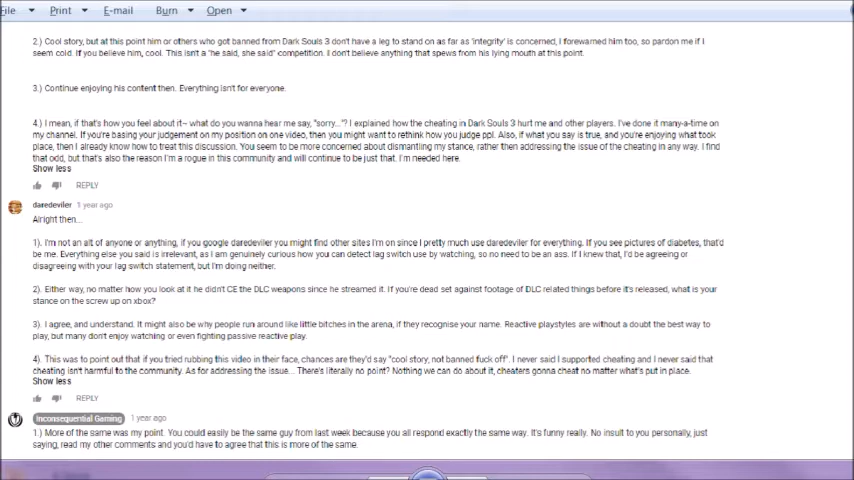 File Print E-mail Burn Open
2.) Cool story, but at this point him or others who got banned from Dark Souls 3 don't have a leg to stand on as far as 'integrity' is concerned, I forewarned him too, so pardon me if I
seem cold. If you believe him, cool. This isn't a "he said, she said" competition. I don't believe anything that spews from his lying mouth at this point.
3.) Continue enjoying his content then. Everything isn't for everyone.
4.) I mean, if that's how you feel about it~ what do you wanna hear me say, "sorry..."? I explained how the cheating in Dark Souls 3 hurt me and other players. I've done it many-a-time on
my channel. If you're basing your judgement on my position on one video, then you might want to rethink how you judge ppl. Also, if what you say is true, and you're enjoying what took
place, then I already know how to treat this discussion. You seem to be more concerned about dismantling my stance, rather then addressing the issue of the cheating in any way. I find
that odd, but that's also the reason I'm a rogue in this community and will continue to be just that. I'm needed here.
Show less
REPLY
daredeviler 1 year ago
Alright then...
1). I'm not an alt of anyone or anything, if you google daredeviler you might find other sites I'm on since I pretty much use daredeviler for everything. If you see pictures of diabetes, that'd
be me. Everything else you said is irrelevant, as I am genuinely curious how you can detect lag switch use by watching, so no need to be an ass. If I knew that, I'd be agreeing or
disagreeing with your lag switch statement, but I'm doing neither.
2). Either way, no matter how you look at it he didn't CE the DLC weapons since he streamed it. If you're dead set against footage of DLC related things before it's released, what is your
stance on the screw up on xbox?
3). I agree, and understand. It might also be why people run around like little bitches in the arena, if they recognise your name. Reactive playstyles are without a doubt the best way to
play, but many don't enjoy watching or even fighting passive reactive play.
4). This was to point out that if you tried rubbing this video in their face, chances are they'd say "cool story, not banned fuck off". I never said I supported cheating and I never said that
cheating isn't harmful to the community. As for addressing the issue... There's literally no point? Nothing we can do about it, cheaters gonna cheat no matter what's put in place.
Show less
REPLY
Inconsequential Gaming 1 year ago
1.) More of the same was my point. You could easily be the same guy from last week because you all respond exactly the same way. It's funny really. No insult to you personally, just
saying, read my other comments and you'd have to agree that this is more of the same.